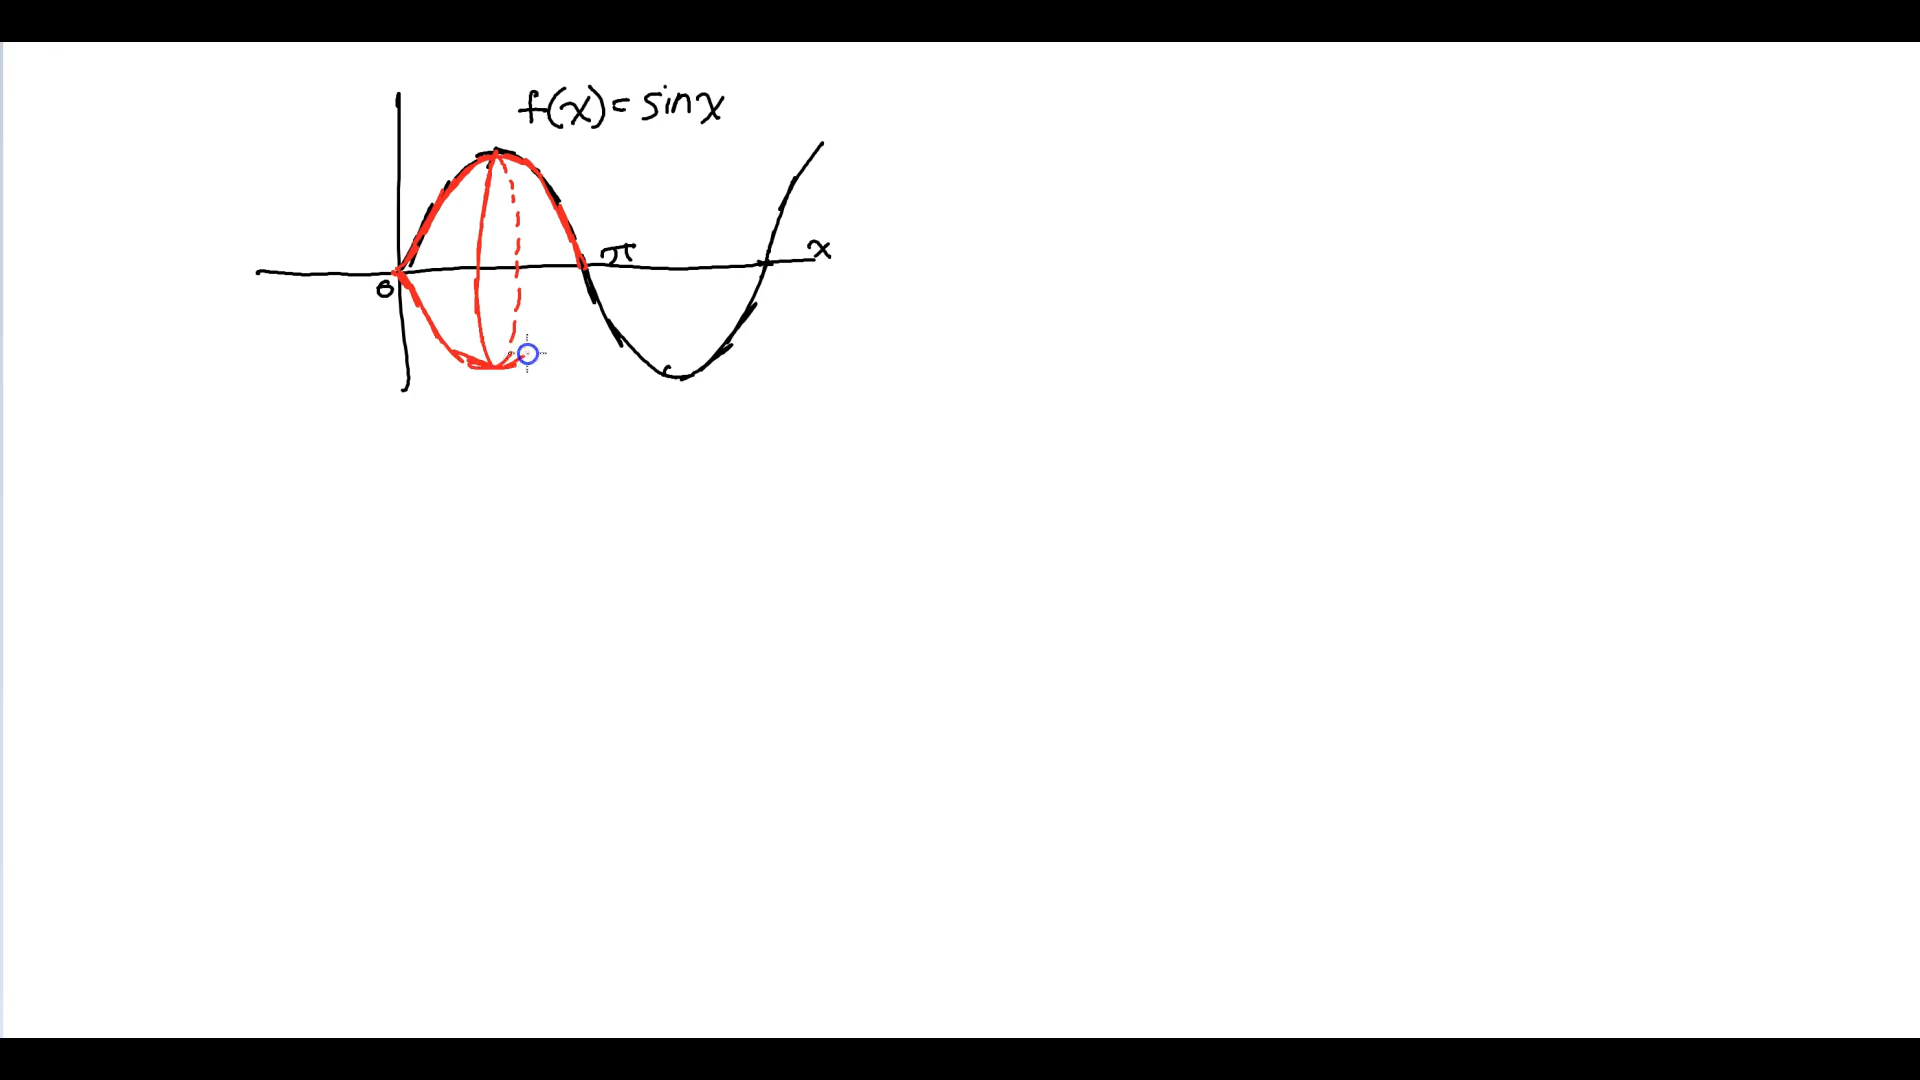 f(x) = sin x
π
x
0